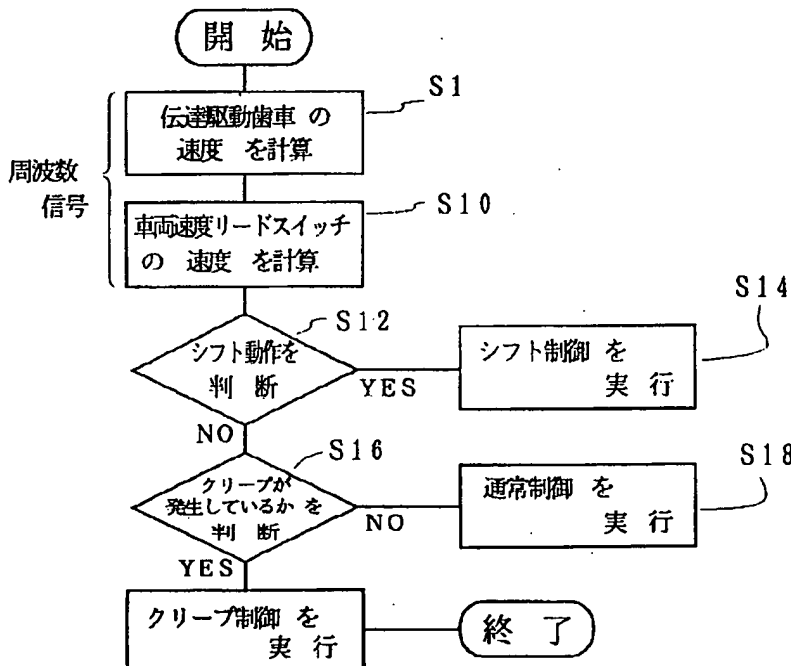 開 始
S1
伝達駆動歯車 の
速度 を計算
周波数
信号
S10
車両速度リードスイッチ
の 速度 を計算
S12
シフト動作を
判 断
YES
NO
S14
シフト制御 を
実 行
S16
クリープが
発生しているか を
判 断
NO
YES
S18
通常制御 を
実 行
クリープ制御 を
実 行
終 了